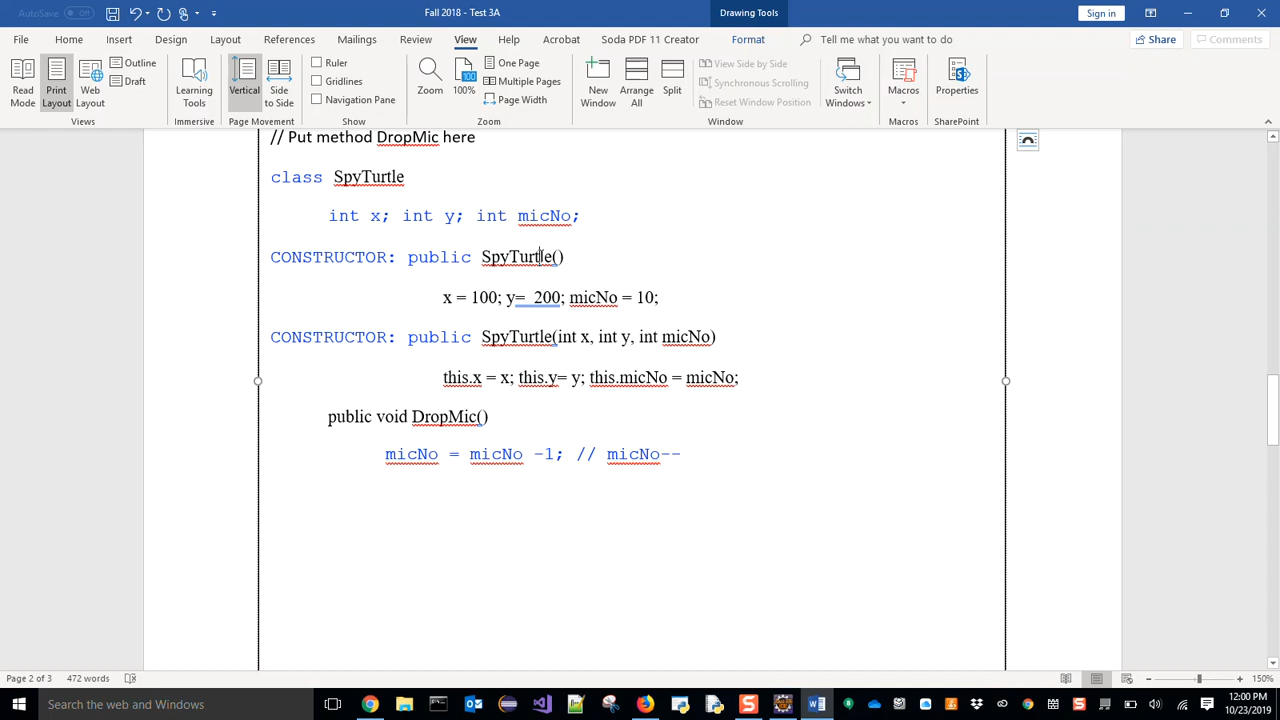 AutoSave Off Fall 2018 - Test 3A Drawing Tools Sign in
File Home Insert Design Layout References Mailings Review View Help Acrobat Soda PDF 11 Creator Format Tell me what you want to do Share Comments
Read Mode
Print Layout
Web Layout
Outline
Draft
Views
Learning Tools
Immersive
Vertical
Side to Side
Page Movement
Ruler
Gridlines
Navigation Pane
Show
Zoom
100%
One Page
Multiple Pages
Page Width
Zoom
New Window
Arrange All
Split
View Side by Side
Synchronous Scrolling
Reset Window Position
Switch Windows
Window
Macros
Macros
Properties
SharePoint
// Put method DropMic here
class SpyTurtle
int x; int y; int micNo;
CONSTRUCTOR: public SpyTurtle()
x = 100; y=  200; micNo = 10;
CONSTRUCTOR: public SpyTurtle(int x, int y, int micNo)
this.x = x; this.y= y; this.micNo = micNo;
public void DropMic()
micNo = micNo -1; // micNo--
Page 2 of 3 472 words 150%
Type here to search
12:00 PM
10/23/2019